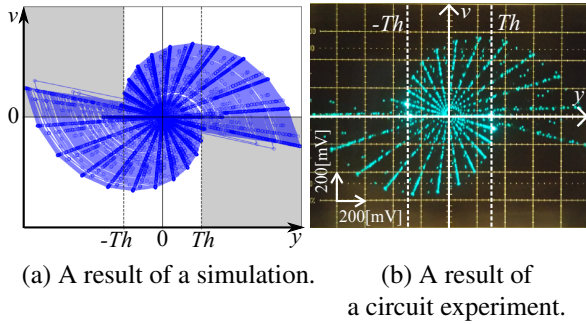 v
0
-Th
0
Th
y
-Th
v
Th
y
200[mV]
200[mV]
(a) A result of a simulation.
(b) A result of
a circuit experiment.